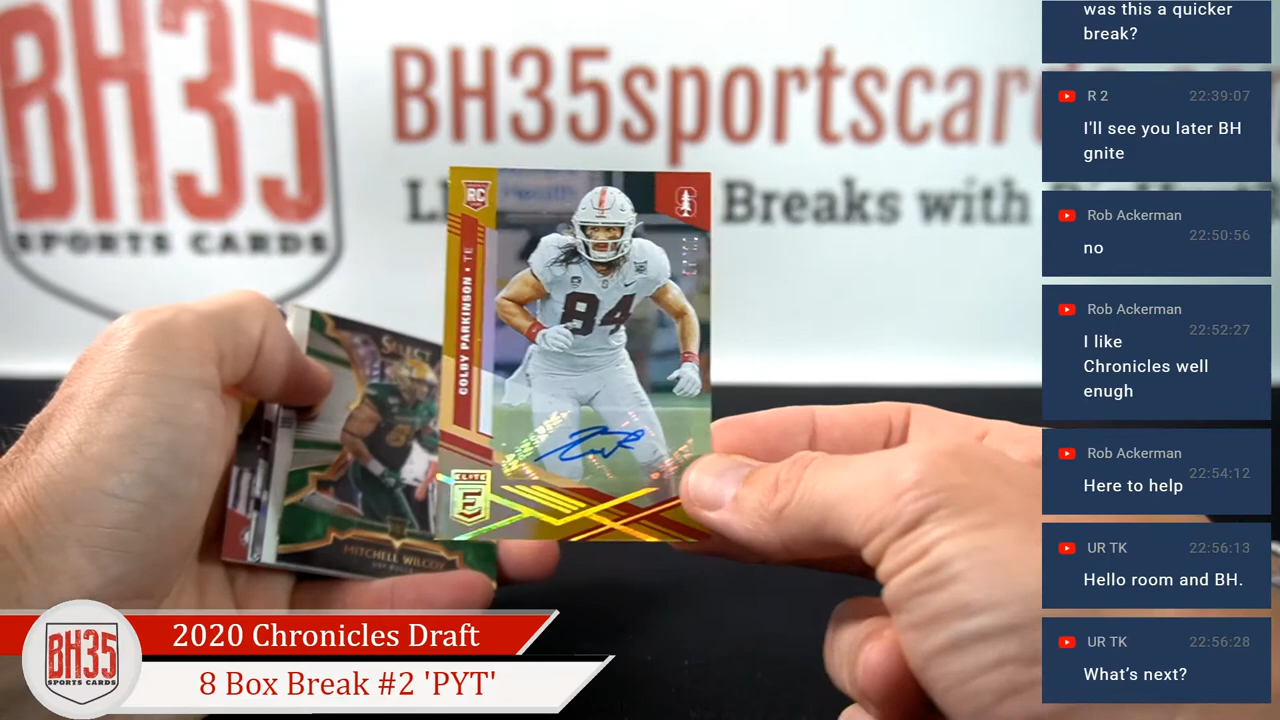 BH35
SPORTS CARDS
BH35sportscar
Breaks with
RC
COLBY PARKINSON • TE
84
S
ELITE
E
SELECT
MITCHELL WILCOX
BH35
SPORTS CARDS
2020 Chronicles Draft
8 Box Break #2 'PYT'
was this a quicker
break?
R 2 22:39:07
I'll see you later BH
gnite
Rob Ackerman
22:50:56
no
Rob Ackerman
22:52:27
I like
Chronicles well
enugh
Rob Ackerman
22:54:12
Here to help
UR TK 22:56:13
Hello room and BH.
UR TK 22:56:28
What's next?